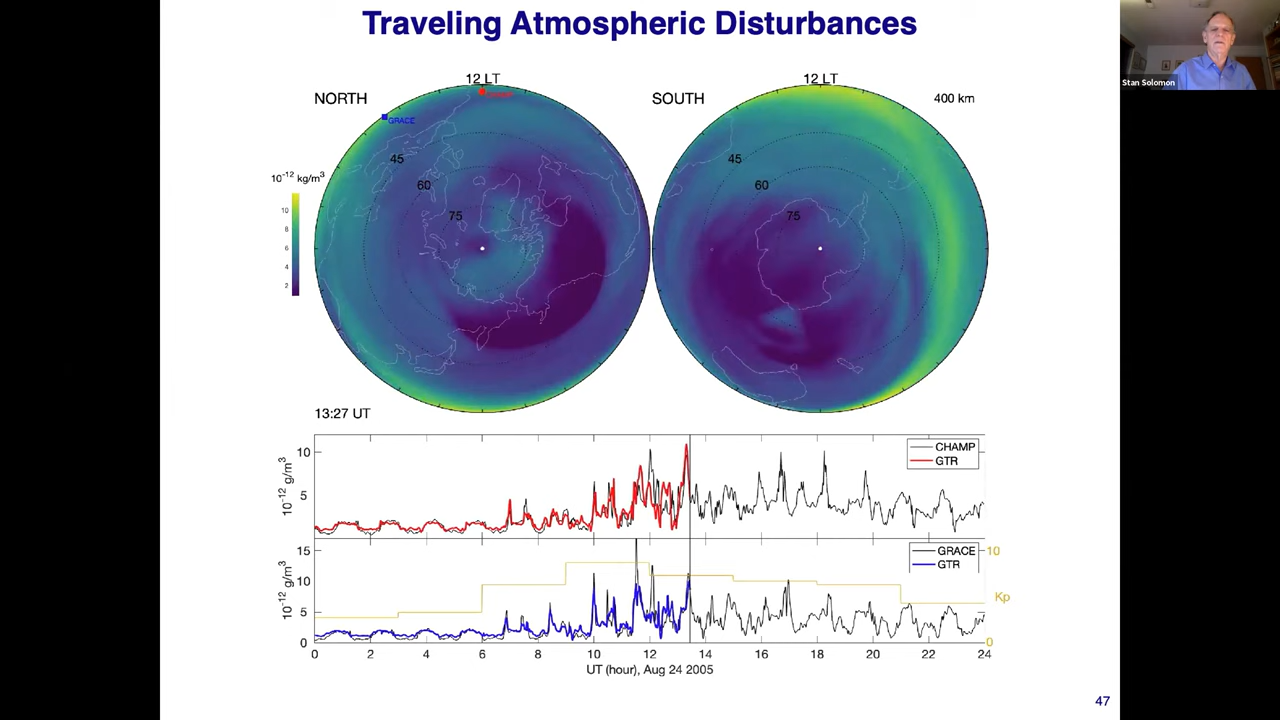 Traveling Atmospheric Disturbances
Stan Solomon
12 LT
12 LT
NORTH
CHAMP
SOUTH
400 km
GRACE
45
45
10⁻¹² kg/m³
60
60
10
75
75
8
6
4
2
13:27 UT
10
5
10⁻¹² g/m³
CHAMP
GTR
15
10
5
0
10⁻¹² g/m³
GRACE
GTR
10
Kp
0
0 2 4 6 8 10 12 14 16 18 20 22 24
UT (hour), Aug 24 2005
47